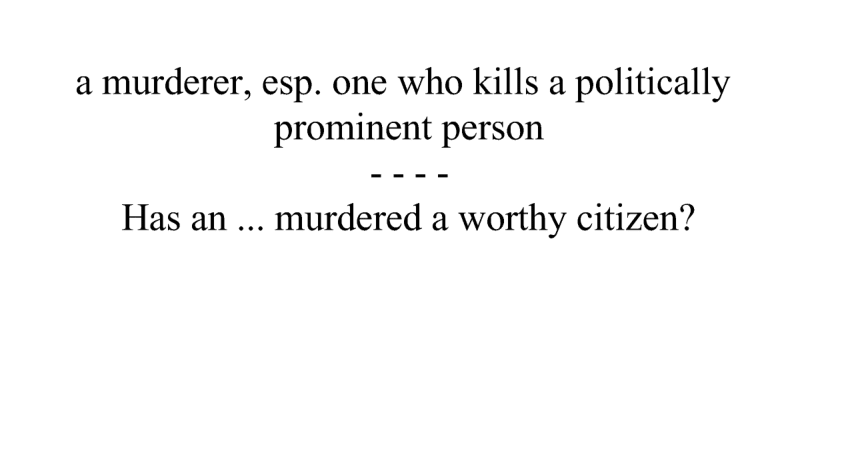 a murderer, esp. one who kills a politically
prominent person
- - - -
Has an ... murdered a worthy citizen?